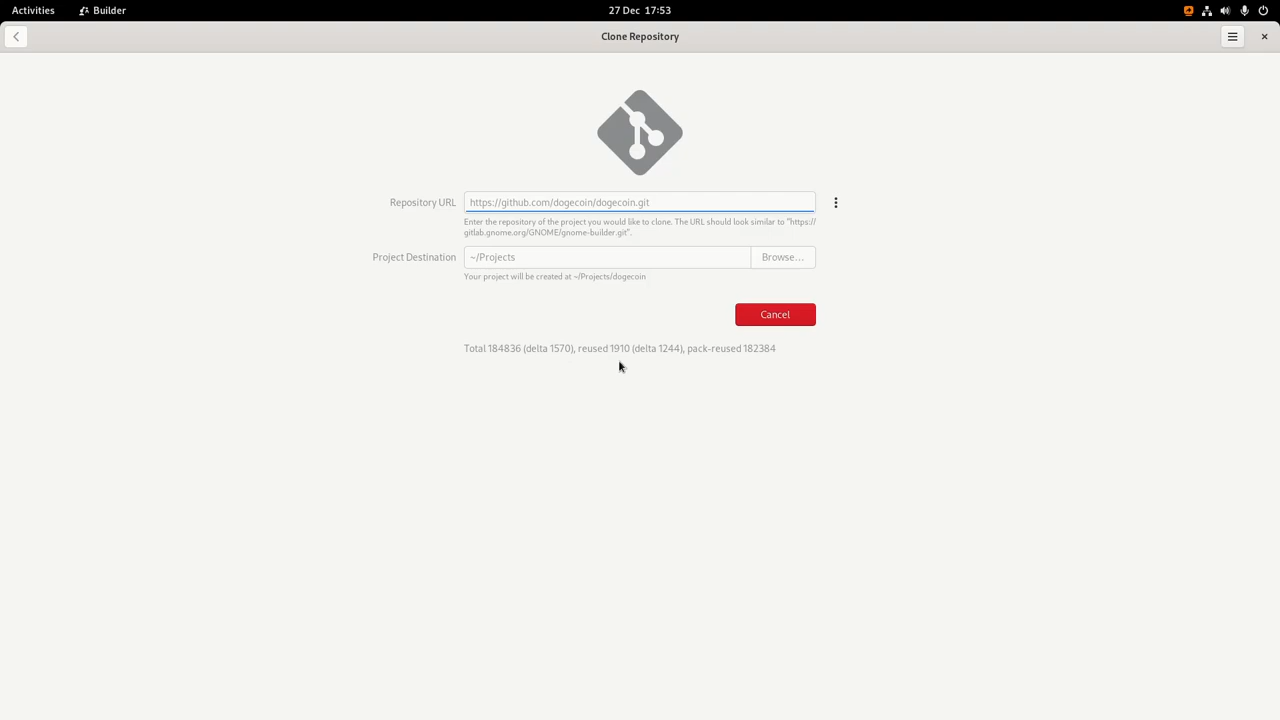 Activities
Builder
27 Dec 17:53
Clone Repository
Repository URL
https://github.com/dogecoin/dogecoin.git
Enter the repository of the project you would like to clone. The URL should look similar to "https://
gitlab.gnome.org/GNOME/gnome-builder.git".
Project Destination
~/Projects
Browse…
Your project will be created at ~/Projects/dogecoin
Cancel
Total 184836 (delta 1570), reused 1910 (delta 1244), pack-reused 182384